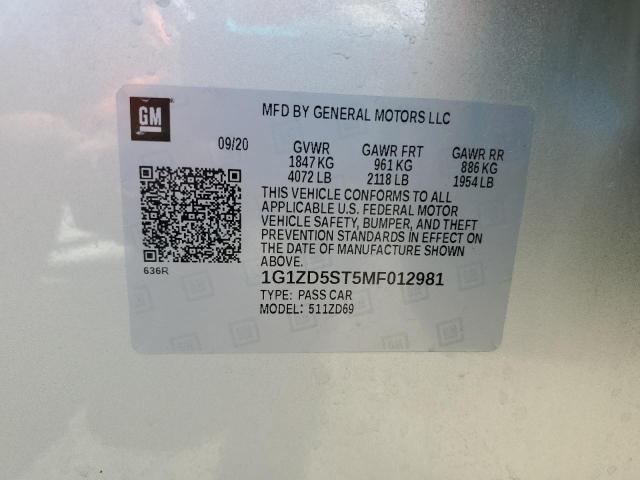 GM
MFD BY GENERAL MOTORS LLC
09/20 GVWR GAWR FRT GAWR RR
1847 KG 961 KG 886 KG
4072 LB 2118 LB 1954 LB
THIS VEHICLE CONFORMS TO ALL
APPLICABLE U.S. FEDERAL MOTOR
VEHICLE SAFETY, BUMPER, AND THEFT
PREVENTION STANDARDS IN EFFECT ON
THE DATE OF MANUFACTURE SHOWN
ABOVE.
636R
1G1ZD5ST5MF012981
TYPE: PASS CAR
MODEL: 511ZD69